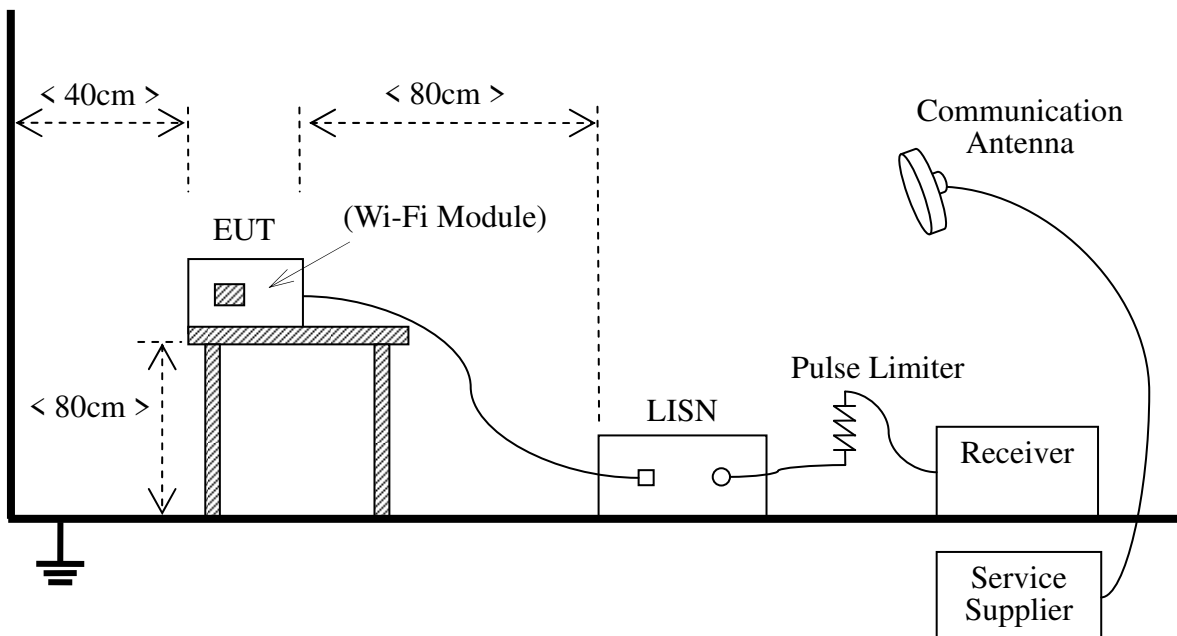 < 40cm >
< 80cm >
Communication
Antenna
(Wi-Fi Module)
EUT
Pulse Limiter
< 80cm >
LISN
Receiver
Service
Supplier